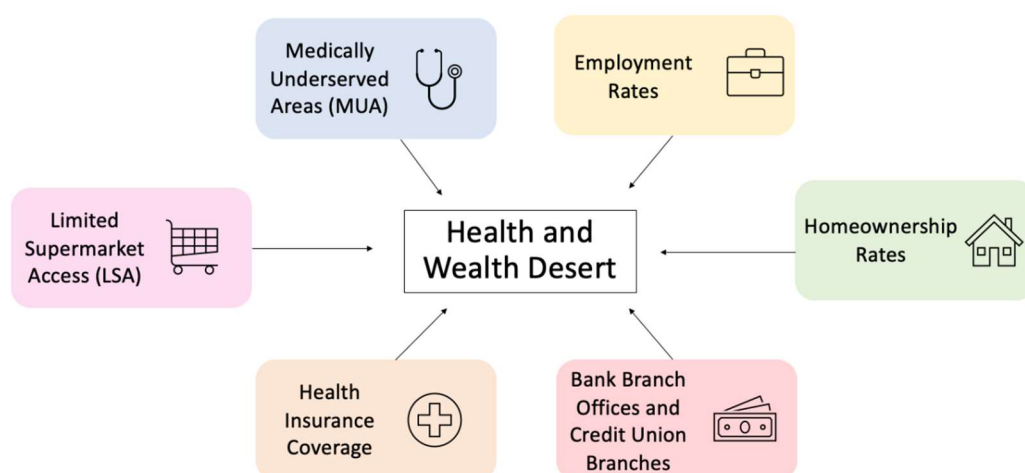 Medically
Underserved
Areas (MUA)
Employment
Rates
Limited
Supermarket
Access (LSA)
Health and
Wealth Desert
Homeownership
Rates
Health
Insurance
Coverage
Bank Branch
Offices and
Credit Union
Branches